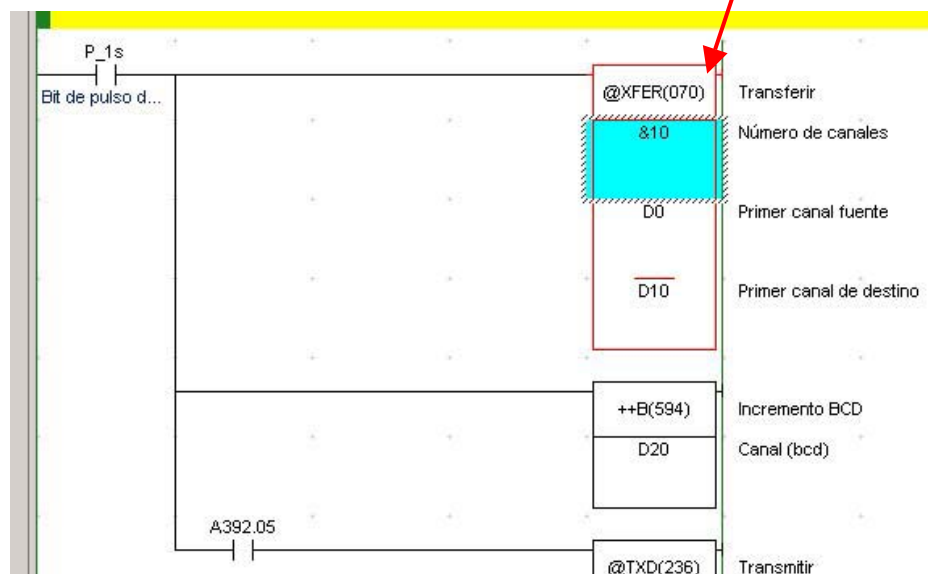 P_1s
Bit de pulso d...
@XFER(070) Transferir
&10 Número de canales
D0 Primer canal fuente
D10 Primer canal de destino
++B(594) Incremento BCD
D20 Canal (bcd)
A392.05
@TXD(236) Transmitir